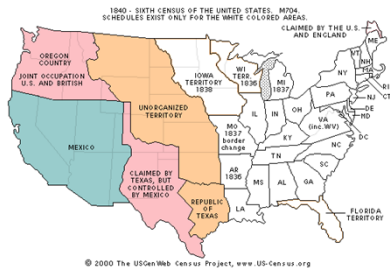 1840 - SIXTH CENSUS OF THE UNITED STATES. M704.
SCHEDULES EXIST ONLY FOR THE WHITE COLORED AREAS.
CLAIMED BY THE U.S.
AND ENGLAND
OREGON
COUNTRY
JOINT OCCUPATION
U.S. AND BRITISH
IOWA
TERRITORY
1838
WI
TERR.
1836
MI
1837
ME
VT
NH
NY
MA
RI
CT
PA
NJ
DE
MD
DC
UNORGANIZED
TERRITORY
IL
IN
OH
VA
(inc.WV)
MO
1837
border
change
KY
NC
TN
SC
MEXICO
CLAIMED BY
TEXAS, BUT
CONTROLLED
BY
MEXICO
AR
1836
MS
AL
GA
REPUBLIC
OF
TEXAS
LA
FLORIDA
TERRITORY
© 2000 The USGenWeb Census Project, www.US-Census.org